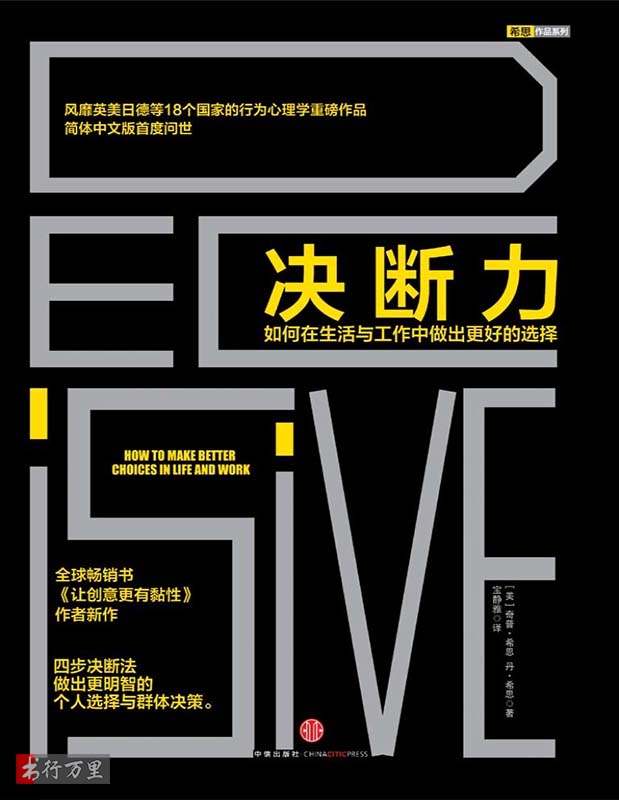 希思作品系列
风靡英美日德等18个国家的行为心理学重磅作品
简体中文版首度问世
DECiSiVE
决断力
如何在生活与工作中做出更好的选择
HOW TO MAKE BETTER
CHOICES IN LIFE AND WORK
全球畅销书
《让创意更有黏性》
作者新作
[美]奇普·希思 丹·希思◎著
宝静雅◎译
四步决断法
做出更明智的
个人选择与群体决策。
中信出版社·CHINACITICPRESS
书行万里